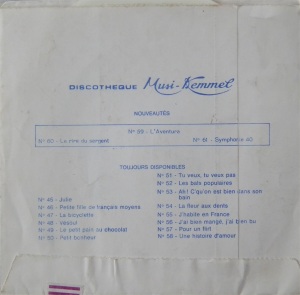 DISCOTHEQUE Musi-Kemmel
NOUVEAUTÉS
N° 59 - L'Aventure
N° 60 - Le rire du sergent
N° 61 - Symphonie 40
TOUJOURS DISPONIBLES
N° 51 - Tu veux, tu veux pas
N° 52 - Les bals populaires
N° 53 - Ah! C'qu'on est bien dans son bain
N° 45 - Julie
N° 54 - La fleur aux dents
N° 46 - Petite fille de français moyens
N° 55 - J'habite en France
N° 47 - La bicyclette
N° 56 - J'ai bien mangé, j'ai bien bu
N° 48 - Vesoul
N° 57 - Pour un flirt
N° 49 - Le petit pain au chocolat
N° 58 - Une histoire d'amour
N° 50 - Petit bonheur